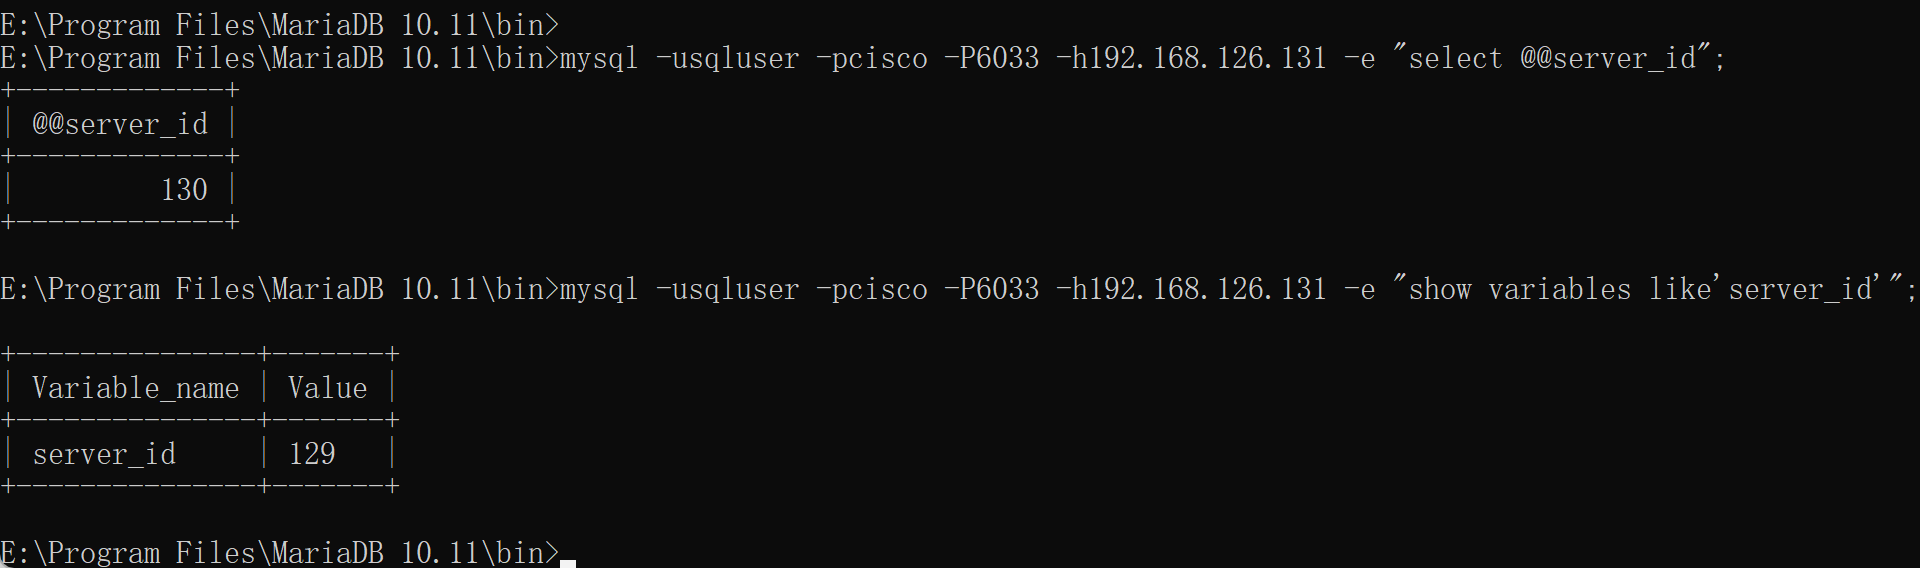 E:\Program Files\MariaDB 10.11\bin>
E:\Program Files\MariaDB 10.11\bin>mysql -usqluser -pcisco -P6033 -h192.168.126.131 -e "select @@server_id";
+-------------+
| @@server_id |
+-------------+
|         130 |
+-------------+
E:\Program Files\MariaDB 10.11\bin>mysql -usqluser -pcisco -P6033 -h192.168.126.131 -e "show variables like'server_id'";
+---------------+-------+
| Variable_name | Value |
+---------------+-------+
| server_id     | 129   |
+---------------+-------+
E:\Program Files\MariaDB 10.11\bin>